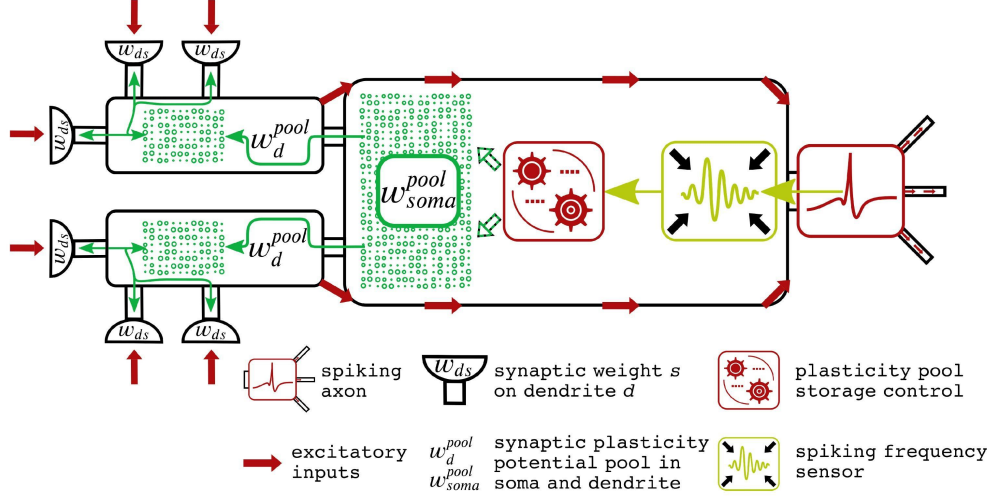 w_ds w_ds
w_ds
w_d^pool
w_soma^pool
w_ds
w_d^pool
w_ds w_ds
spiking
axon
w_ds
synaptic weight s
on dendrite d
plasticity pool
storage control
excitatory
inputs
w_d^pool
w_soma^pool
synaptic plasticity
potential pool in
soma and dendrite
spiking frequency
sensor